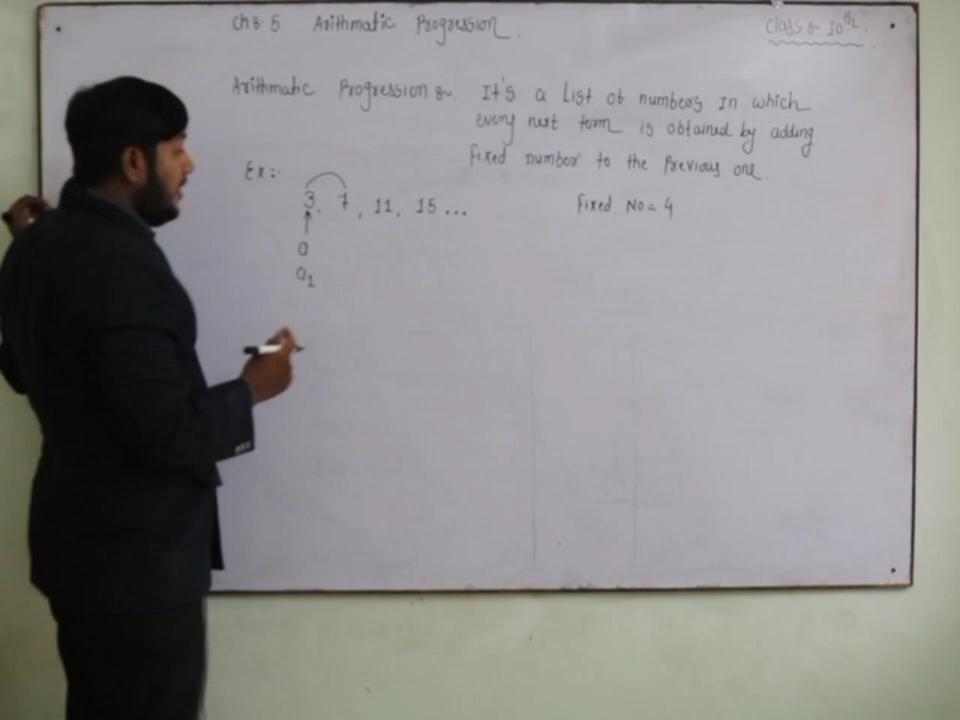 Ch: 5 Arithmatic Progression.
Class:- 10th.
Arithmatic Progression:- It's a List of numbers In which
every next term is obtained by adding
fixed number to the Previous one.
Ex:-
3, 7, 11, 15 ... Fixed No = 4
a
a1